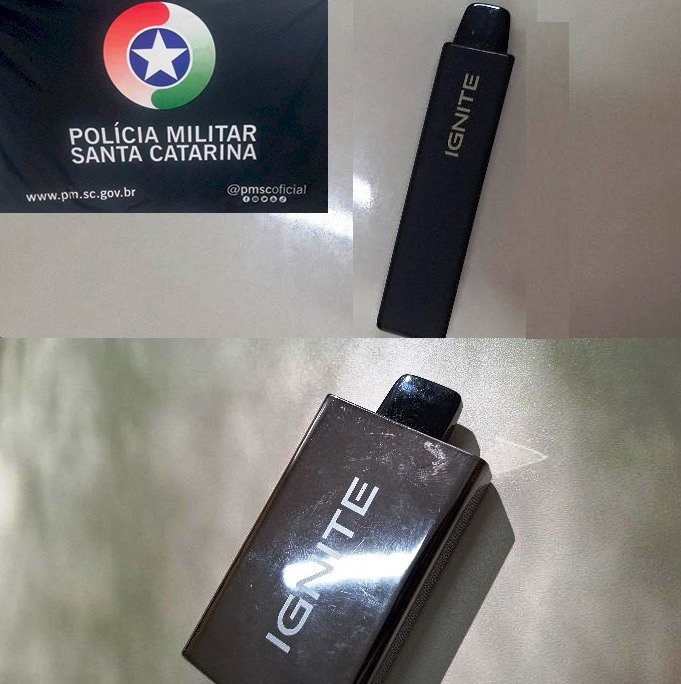 POLÍCIA MILITAR
SANTA CATARINA
www.pm.sc.gov.br
@pmscoficial
IGNITE
IGNITE